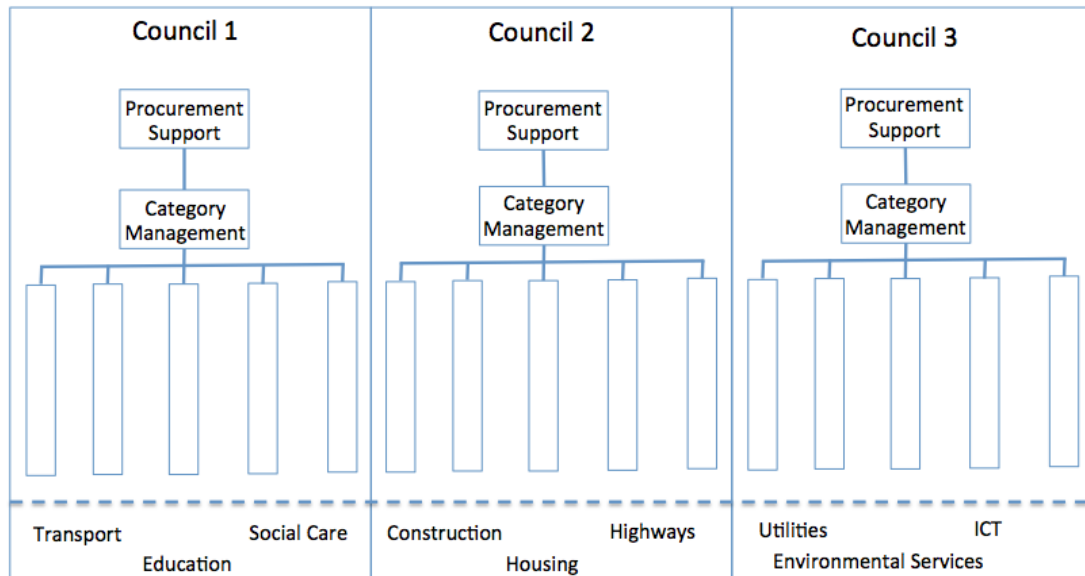 Council 1
Procurement
Support
Category
Management
Transport
Social Care
Education
Council 2
Procurement
Support
Category
Management
Construction
Highways
Housing
Council 3
Procurement
Support
Category
Management
Utilities
ICT
Environmental Services